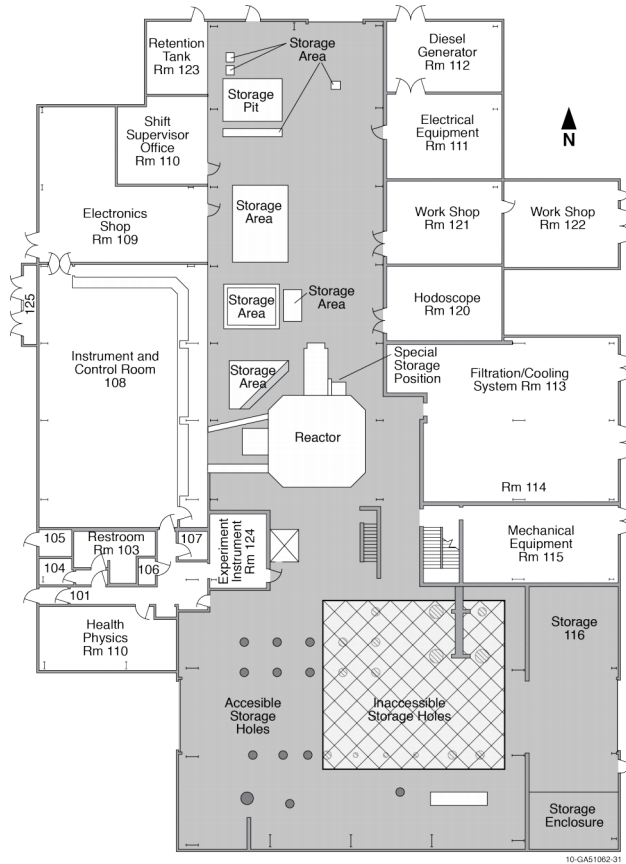 Retention
Tank
Rm 123
Storage
Area
Diesel
Generator
Rm 112
Storage
Pit
Shift
Supervisor
Office
Rm 110
Electrical
Equipment
Rm 111
N
Electronics
Shop
Rm 109
Storage
Area
Work Shop
Rm 121
Work Shop
Rm 122
125
Storage
Area
Storage
Area
Hodoscope
Rm 120
Instrument and
Control Room
108
Storage
Area
Special
Storage
Position
Filtration/Cooling
System Rm 113
Reactor
Rm 114
105
Restroom
Rm 103
107
Experiment
Instrument
Rm 124
Mechanical
Equipment
Rm 115
104
106
101
Health
Physics
Rm 110
Storage
116
Accesible
Storage
Holes
Inaccessible
Storage Holes
Storage
Enclosure
10-GA51062-31